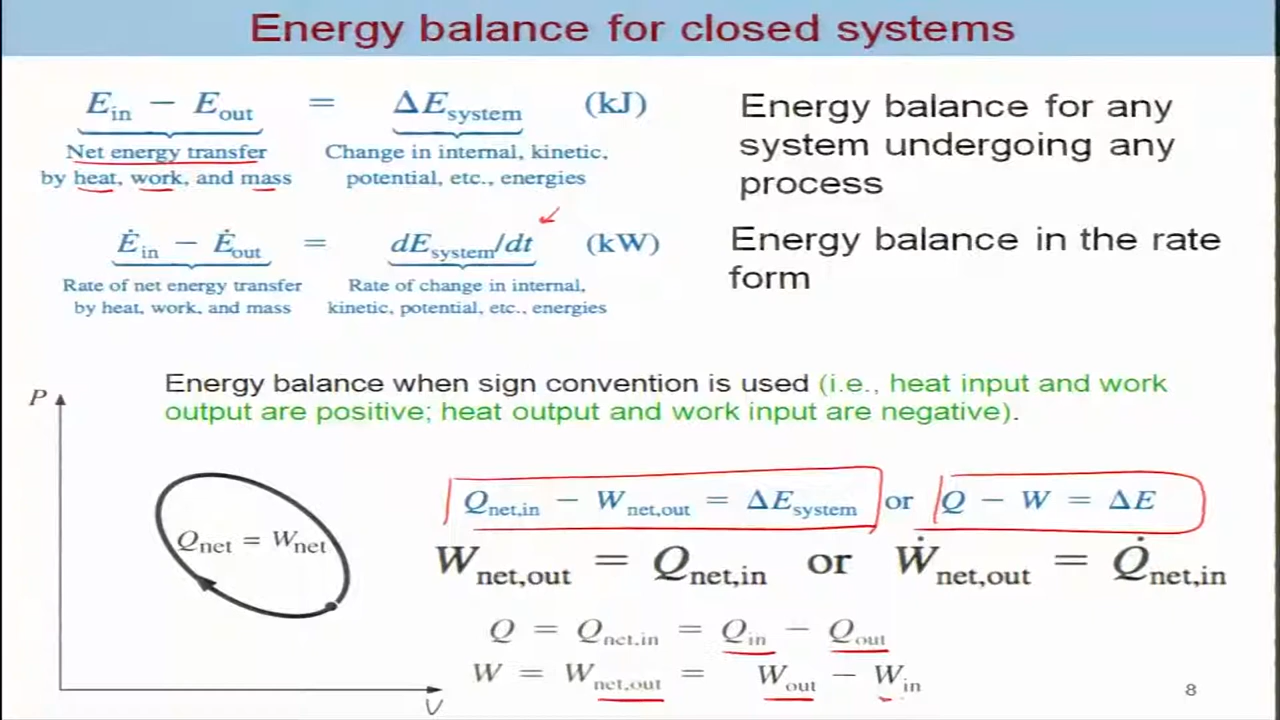 Energy balance for closed systems
E_in − E_out = ΔE_system (kJ)
Net energy transfer by heat, work, and mass
Change in internal, kinetic, potential, etc., energies
Energy balance for any
system undergoing any
process
Ė_in − Ė_out = dE_system/dt (kW)
Rate of net energy transfer by heat, work, and mass
Rate of change in internal, kinetic, potential, etc., energies
Energy balance in the rate
form
Energy balance when sign convention is used (i.e., heat input and work
output are positive; heat output and work input are negative).
P
Q_net = W_net
V
Q_net,in − W_net,out = ΔE_system or Q − W = ΔE
W_net,out = Q_net,in or Ẇ_net,out = Q̇_net,in
Q = Q_net,in = Q_in − Q_out
W = W_net,out = W_out − W_in
8